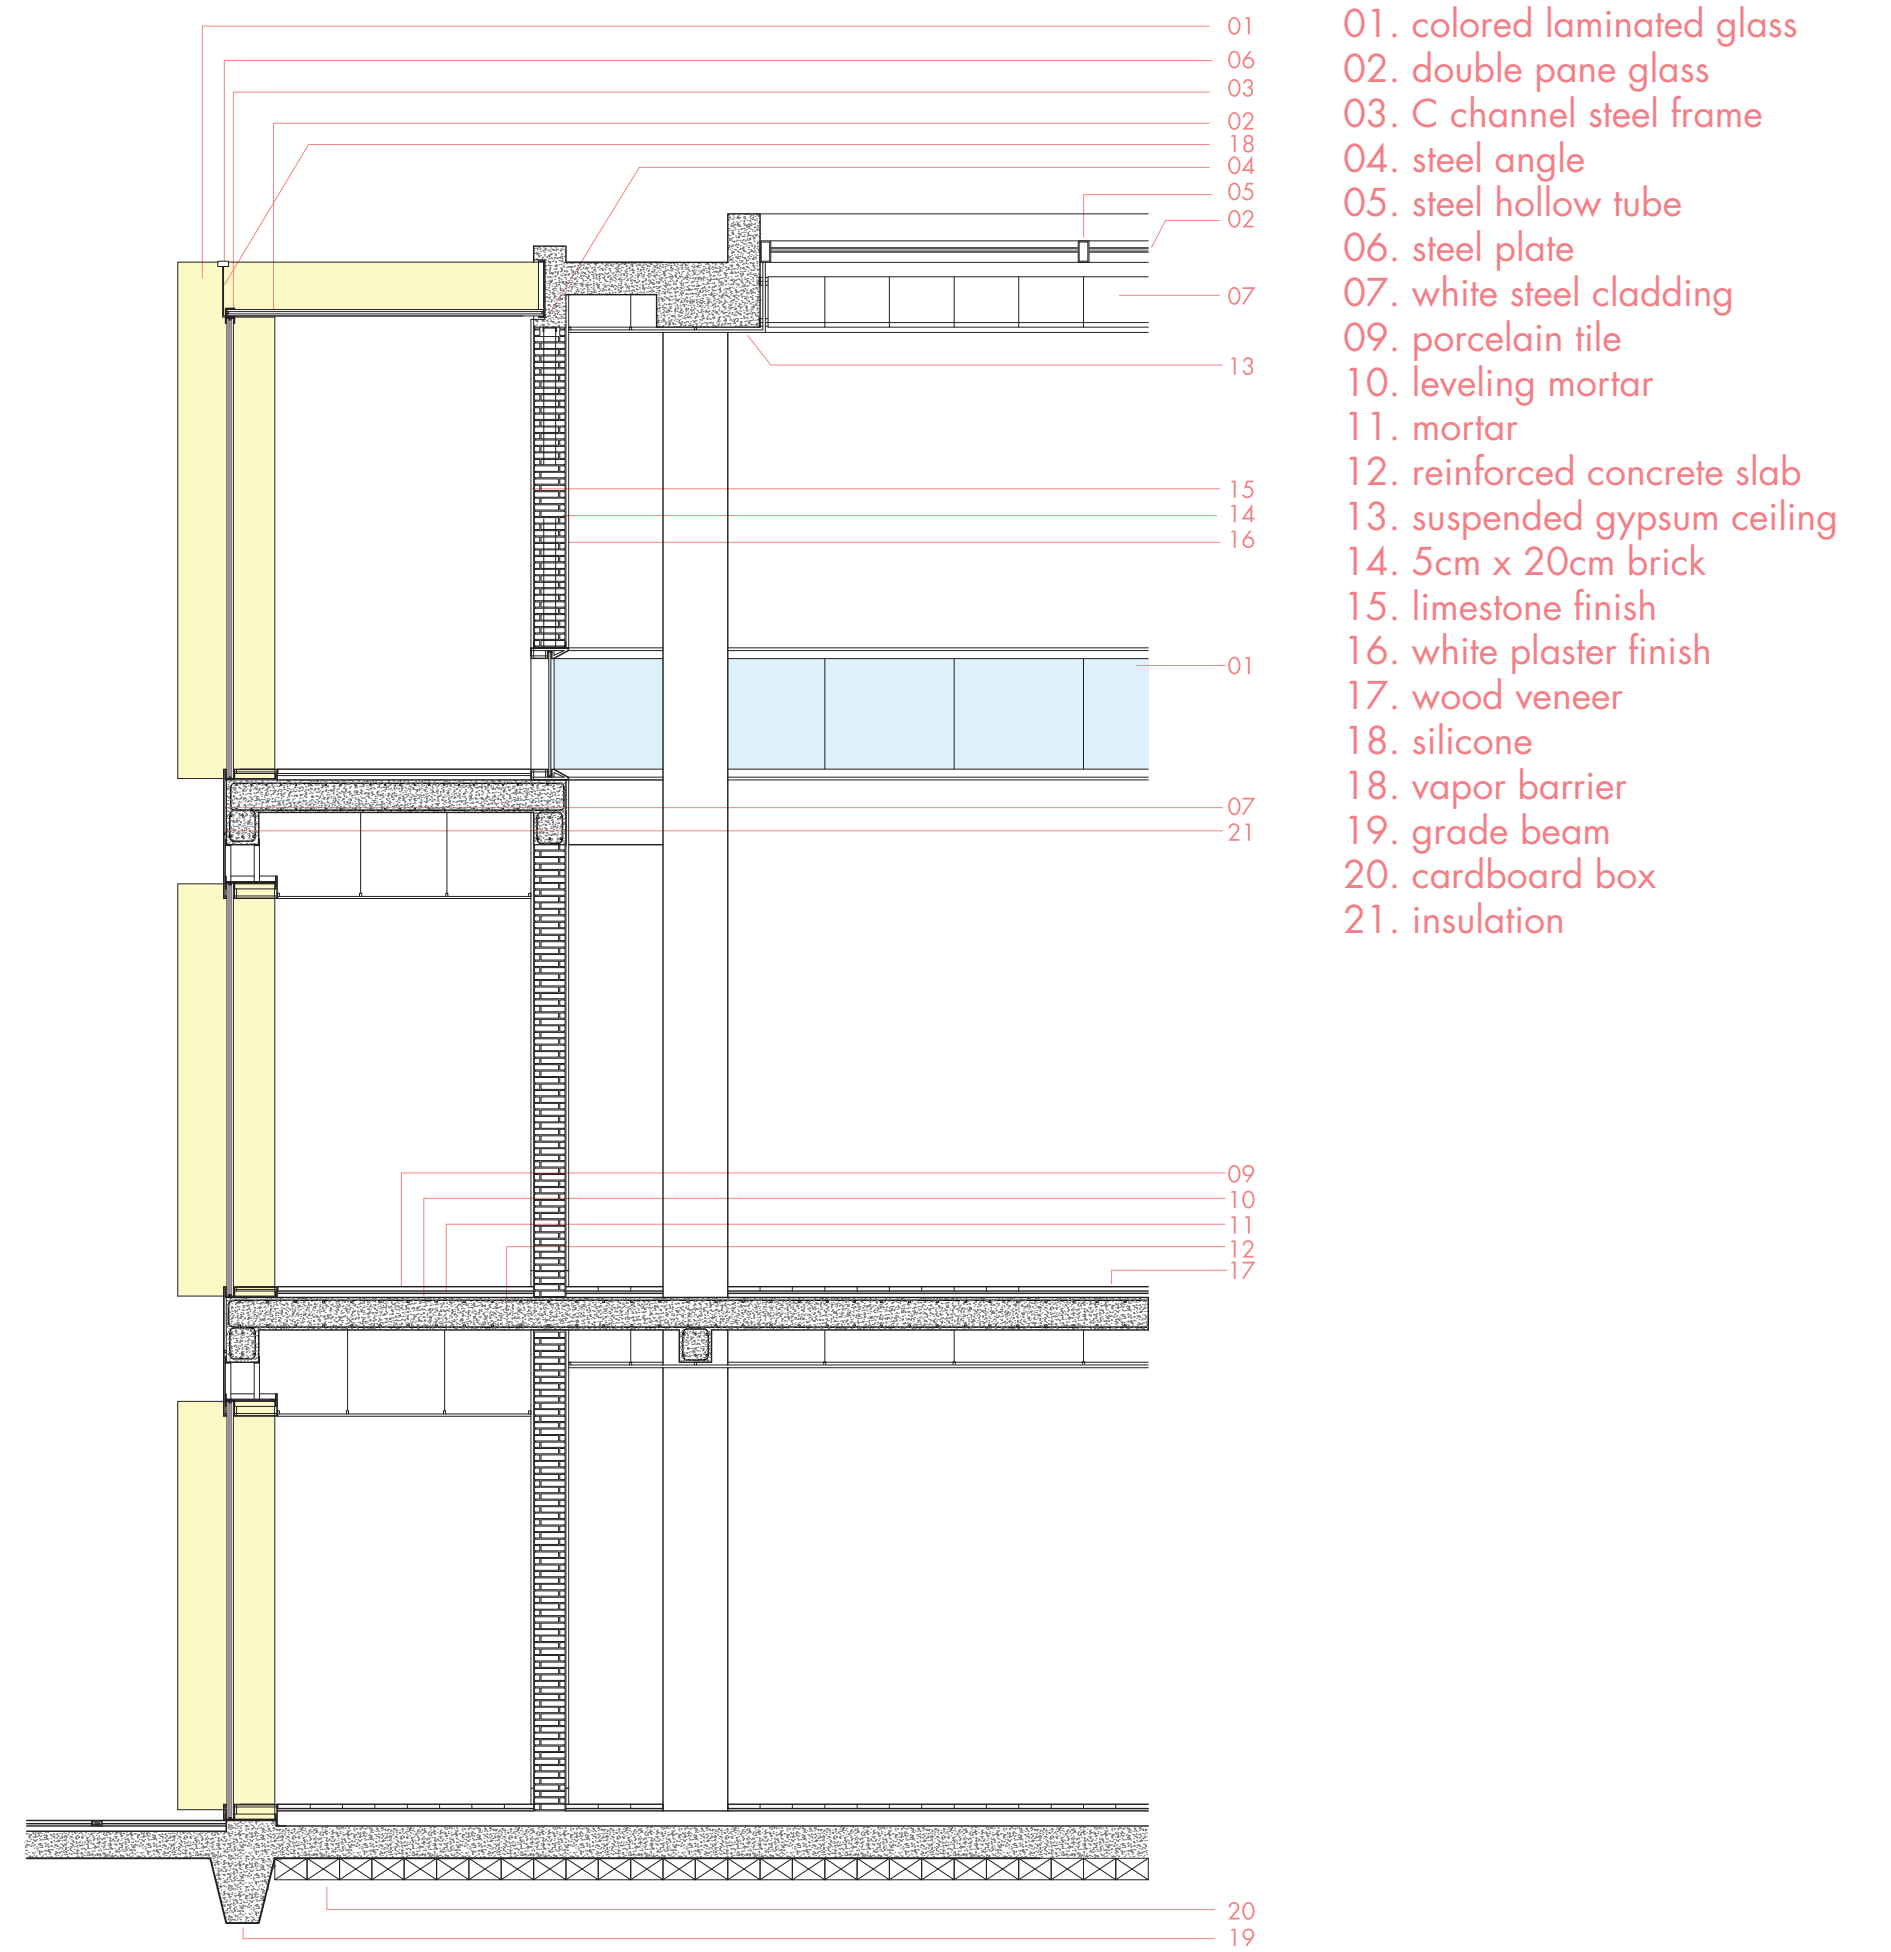 01
06
03
02
18
04
05
02
07
13
15
14
16
01
07
21
09
10
11
12
17
20
19
01. colored laminated glass
02. double pane glass
03. C channel steel frame
04. steel angle
05. steel hollow tube
06. steel plate
07. white steel cladding
09. porcelain tile
10. leveling mortar
11. mortar
12. reinforced concrete slab
13. suspended gypsum ceiling
14. 5cm x 20cm brick
15. limestone finish
16. white plaster finish
17. wood veneer
18. silicone
18. vapor barrier
19. grade beam
20. cardboard box
21. insulation